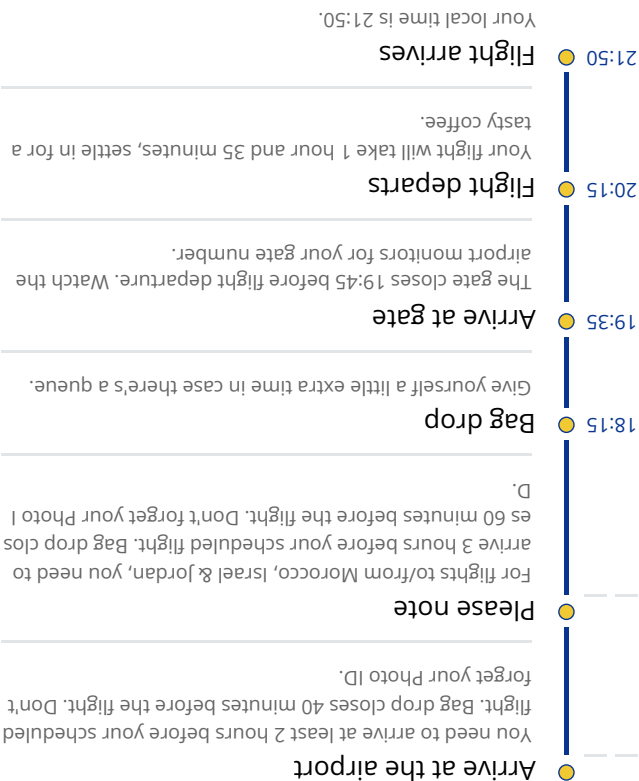 Arrive at the airport
You need to arrive at least 2 hours before your scheduled
flight. Bag drop closes 40 minutes before the flight. Don't
forget your Photo ID.
Please note
For flights to/from Morocco, Israel & Jordan, you need to
arrive 3 hours before your scheduled flight. Bag drop clos
es 60 minutes before the flight. Don't forget your Photo I
D.
18:15 Bag drop
Give yourself a little extra time in case there's a queue.
19:35 Arrive at gate
The gate closes 19:45 before flight departure. Watch the
airport monitors for your gate number.
20:15 Flight departs
Your flight will take 1 hour and 35 minutes, settle in for a
tasty coffee.
21:50 Flight arrives
Your local time is 21:50.